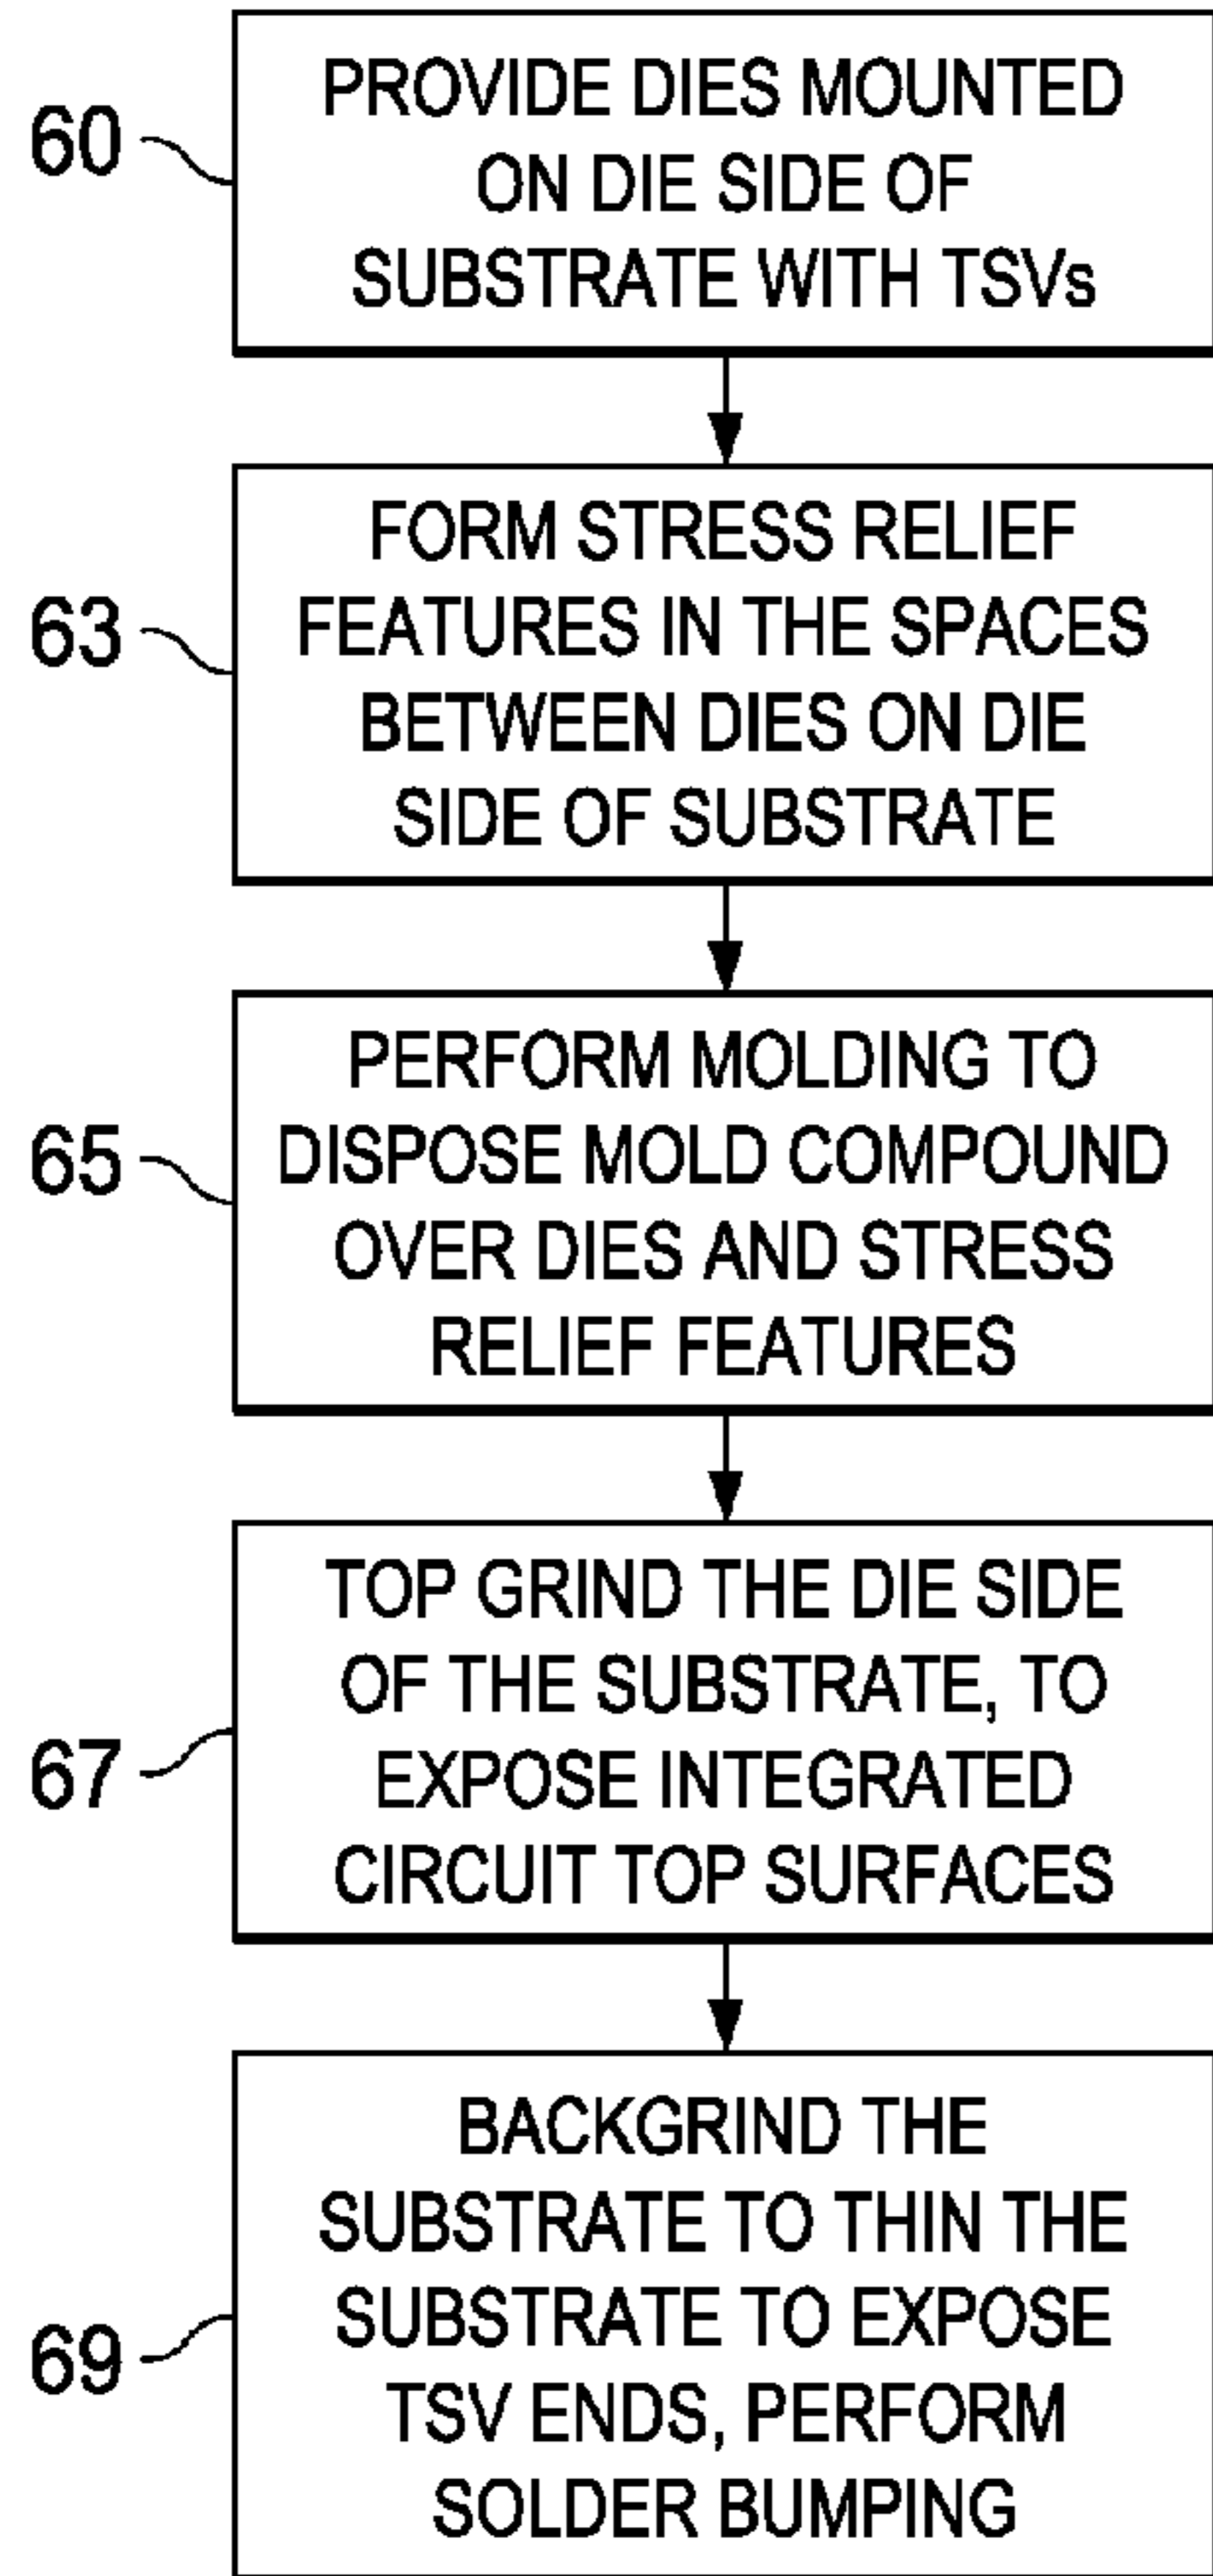 60
PROVIDE DIES MOUNTED
ON DIE SIDE OF
SUBSTRATE WITH TSVs
63
FORM STRESS RELIEF
FEATURES IN THE SPACES
BETWEEN DIES ON DIE
SIDE OF SUBSTRATE
65
PERFORM MOLDING TO
DISPOSE MOLD COMPOUND
OVER DIES AND STRESS
RELIEF FEATURES
67
TOP GRIND THE DIE SIDE
OF THE SUBSTRATE, TO
EXPOSE INTEGRATED
CIRCUIT TOP SURFACES
69
BACKGRIND THE
SUBSTRATE TO THIN THE
SUBSTRATE TO EXPOSE
TSV ENDS, PERFORM
SOLDER BUMPING